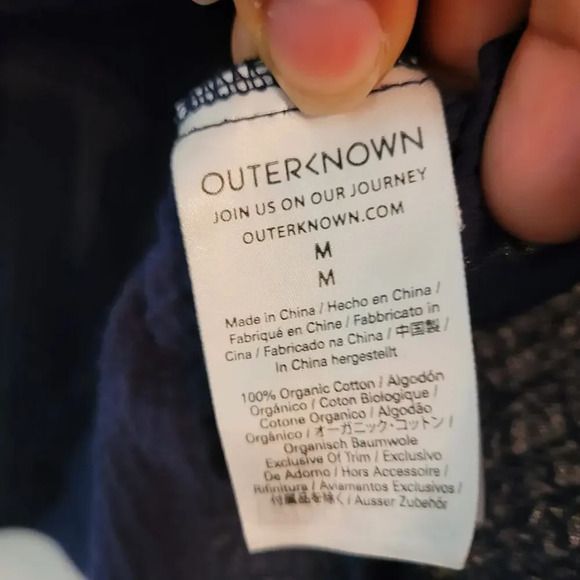 OUTERKNOWN
JOIN US ON OUR JOURNEY
OUTERKNOWN.COM
M
M
Made in China / Hecho en China /
Fabriqué en Chine / Fabbricato in
Cina / Fabricado na China / 中国製 /
In China hergestellt
100% Organic Cotton / Algodón
Orgánico / Coton Biologique /
Cotone Organico / Algodão
Orgânico / オーガニック・コットン /
Organisch Baumwole
Exclusive Of Trim / Exclusivo
De Adorno / Hors Accessoire /
Rifinitura / Aviamentos Exclusivos /
付属品を除く / Ausser Zubehör